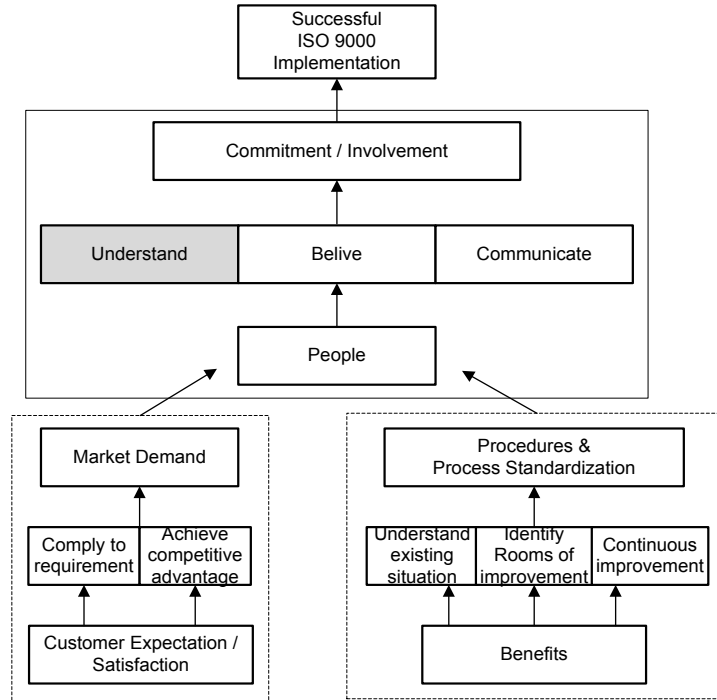 Successful
ISO 9000
Implementation
Commitment / Involvement
Understand
Belive
Communicate
People
Market Demand
Procedures &
Process Standardization
Comply to
requirement
Achieve
competitive
advantage
Understand
existing
situation
Identify
Rooms of
improvement
Continuous
improvement
Customer Expectation /
Satisfaction
Benefits